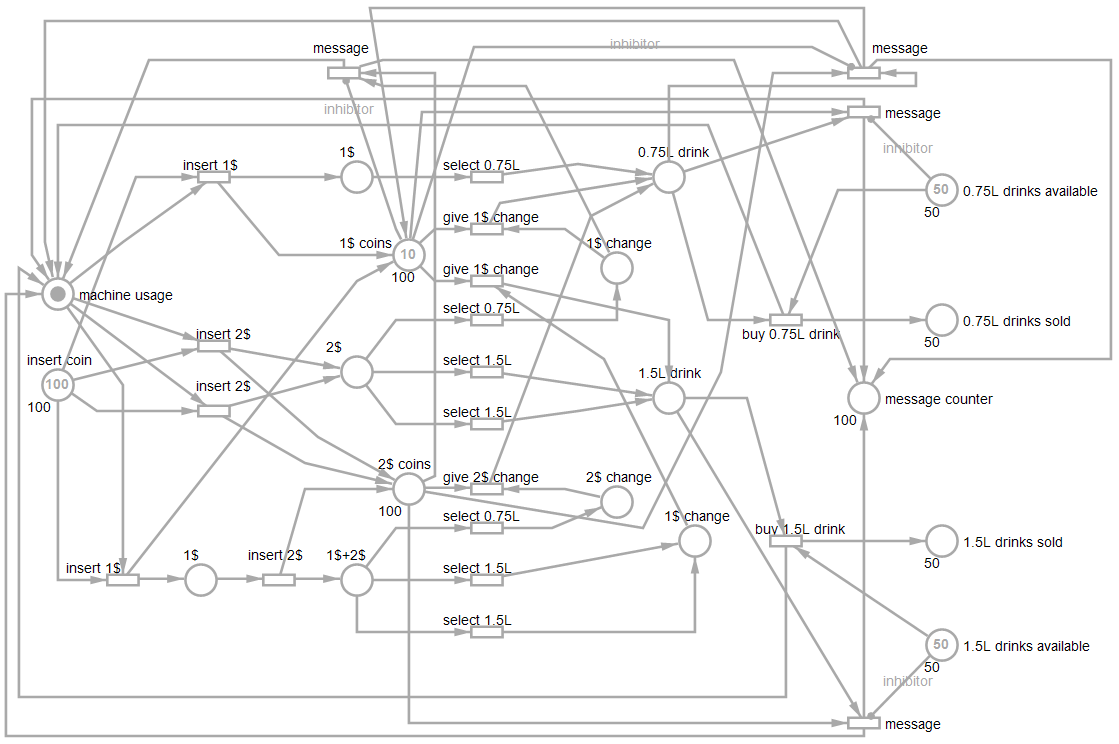 message
inhibitor
message
inhibitor
message
inhibitor
insert 1$
1$
select 0.75L
0.75L drink
50
0.75L drinks available
50
give 1$ change
1$ coins
10
100
1$ change
give 1$ change
machine usage
select 0.75L
0.75L drinks sold
50
buy 0.75L drink
insert 2$
2$
insert coin
100
100
select 1.5L
1.5L drink
insert 2$
message counter
100
select 1.5L
2$ coins
100
give 2$ change
2$ change
select 0.75L
1$ change
buy 1.5L drink
1.5L drinks sold
50
insert 1$
1$
insert 2$
1$+2$
select 1.5L
select 1.5L
50
1.5L drinks available
50
inhibitor
message